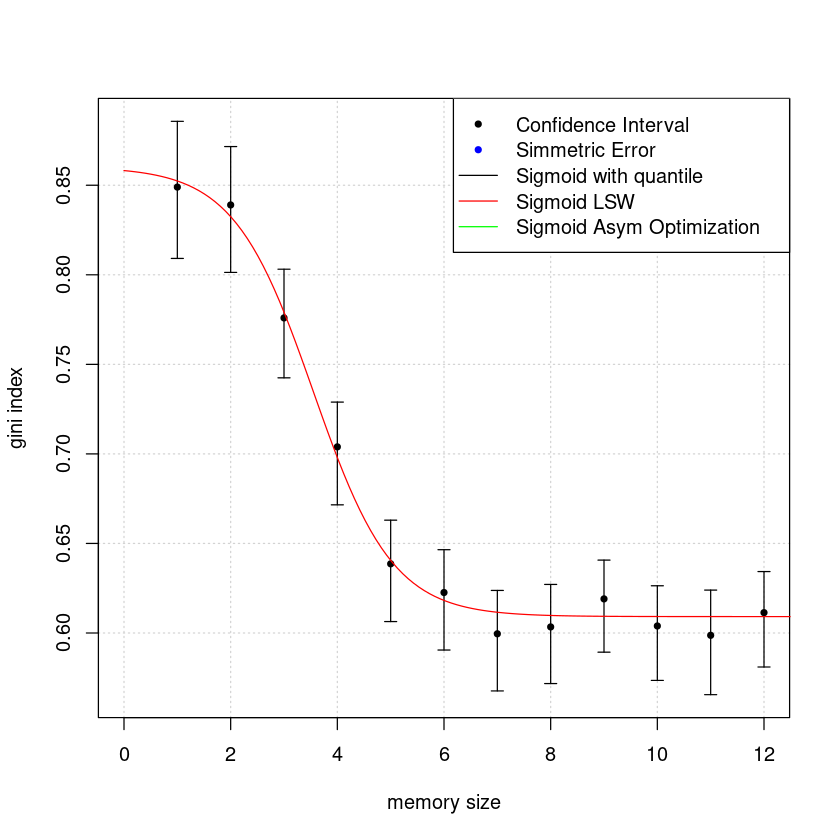 Confidence Interval
Simmetric Error
Sigmoid with quantile
Sigmoid LSW
Sigmoid Asym Optimization
gini index
0.85
0.80
0.75
0.70
0.65
0.60
0 2 4 6 8 10 12
memory size